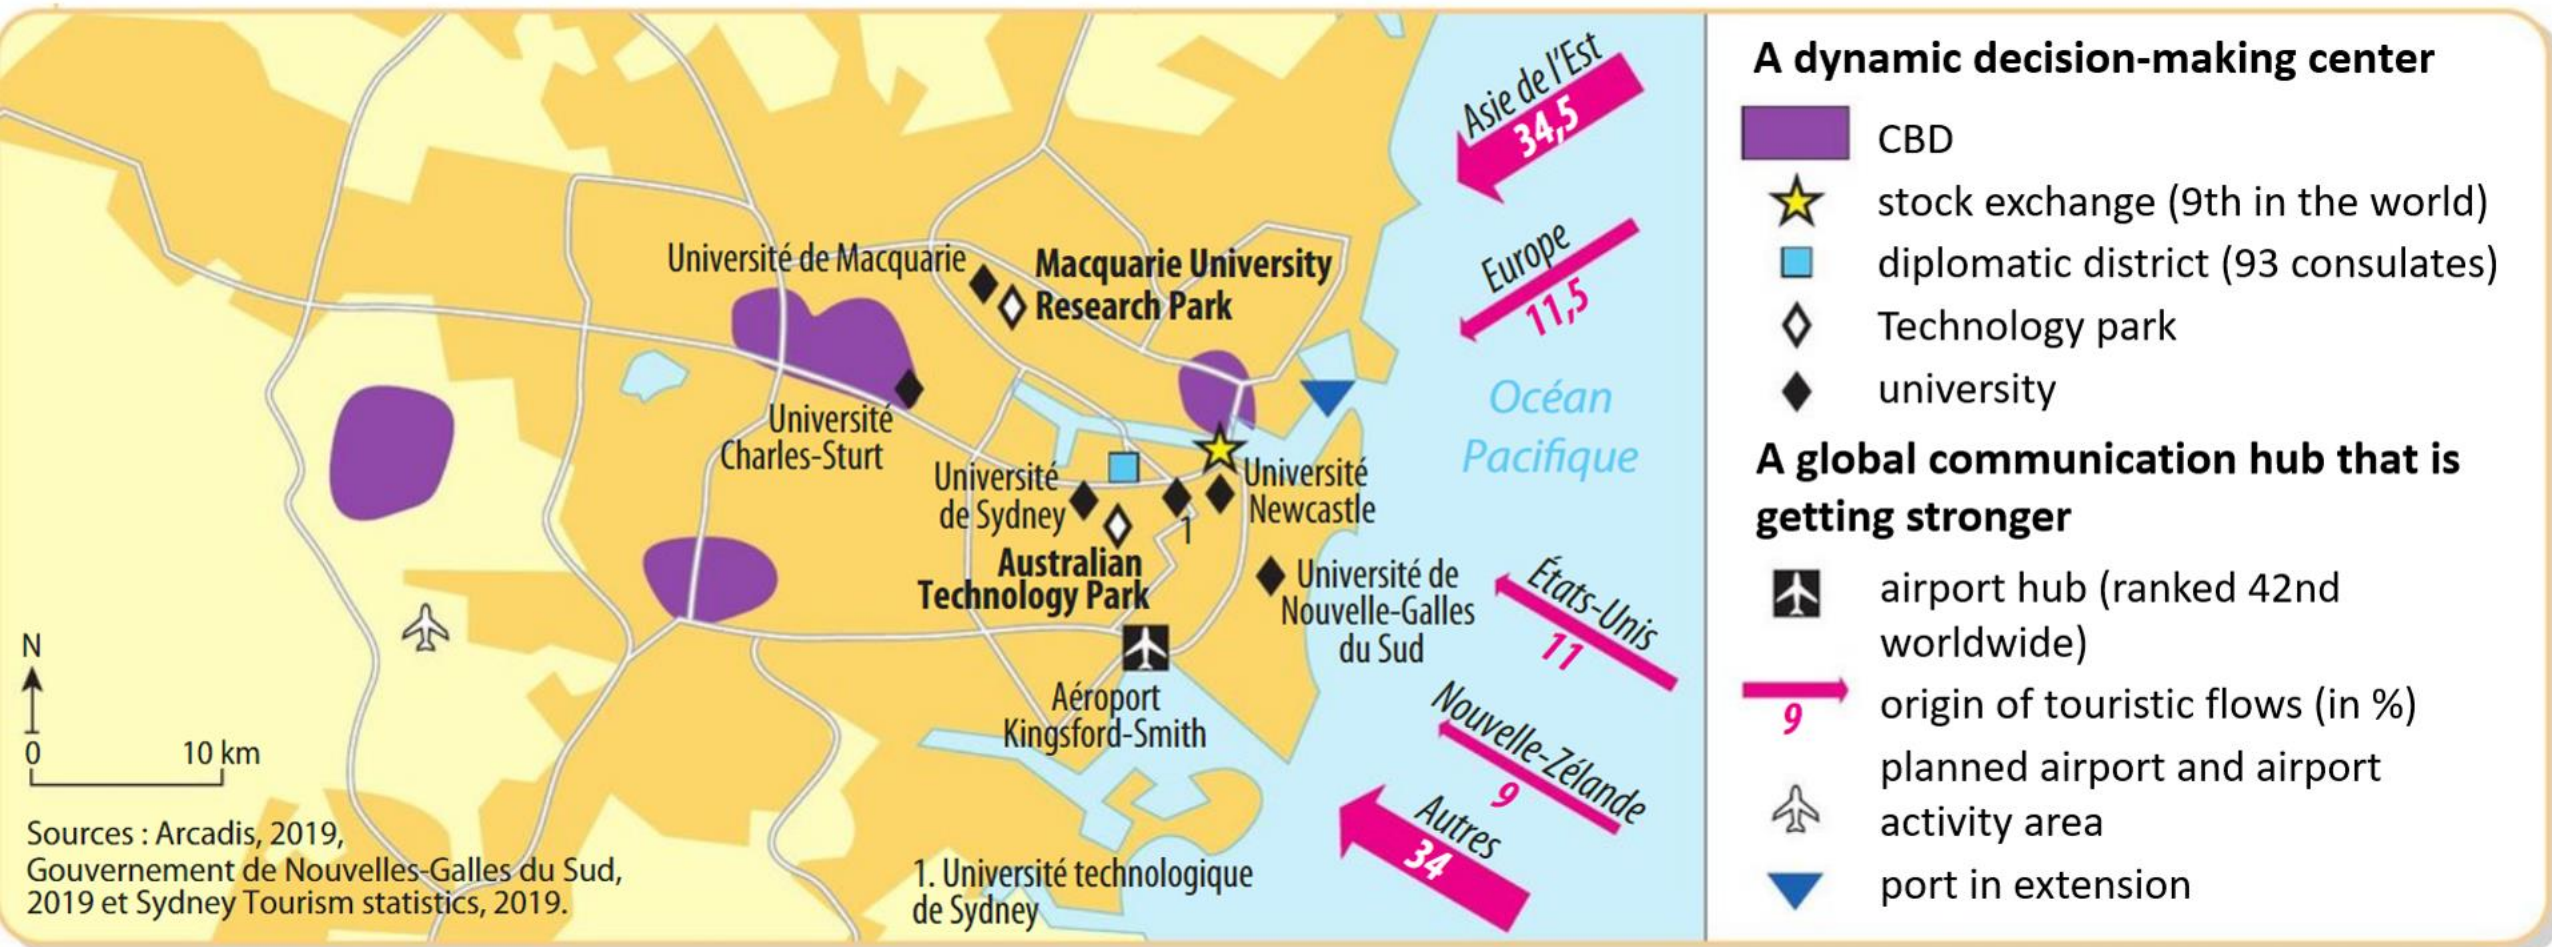 Asie de l'Est
34,5
Europe
11,5
Université de Macquarie
Macquarie University
Research Park
Océan
Pacifique
Université
Charles-Sturt
Université
de Sydney
Université
Newcastle
1
Australian
Technology Park
Université de
Nouvelle-Galles
du Sud
États-Unis
11
Aéroport
Kingsford-Smith
Nouvelle-Zélande
9
Autres
34
N
0 10 km
Sources : Arcadis, 2019,
Gouvernement de Nouvelles-Galles du Sud,
2019 et Sydney Tourism statistics, 2019.
1. Université technologique
de Sydney
A dynamic decision-making center
CBD
stock exchange (9th in the world)
diplomatic district (93 consulates)
Technology park
university
A global communication hub that is
getting stronger
airport hub (ranked 42nd
worldwide)
origin of touristic flows (in %)
9
planned airport and airport
activity area
port in extension